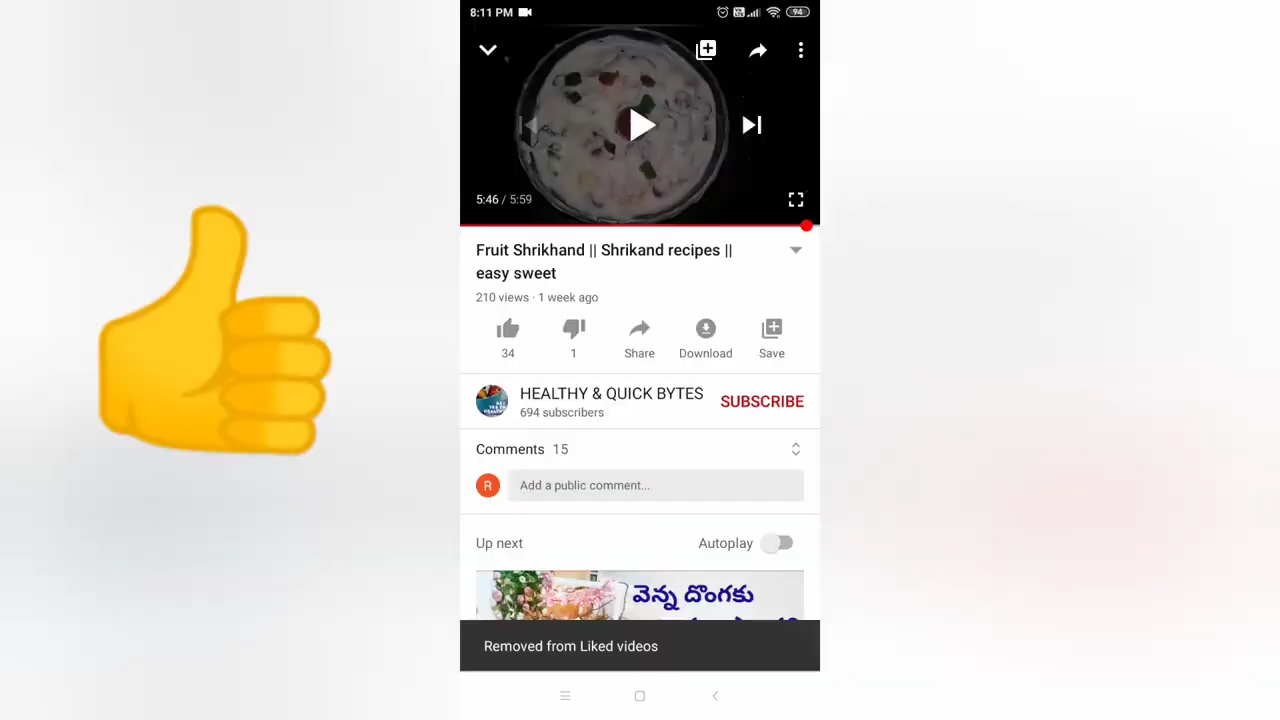 8:11 PM
94
5:46 / 5:59
Fruit Shrikhand || Shrikand recipes ||
easy sweet
210 views · 1 week ago
34
1
Share
Download
Save
HEALTHY & QUICK BYTES
SUBSCRIBE
694 subscribers
Comments 15
R
Add a public comment...
Up next
Autoplay
వెన్న దొంగకు
Removed from Liked videos